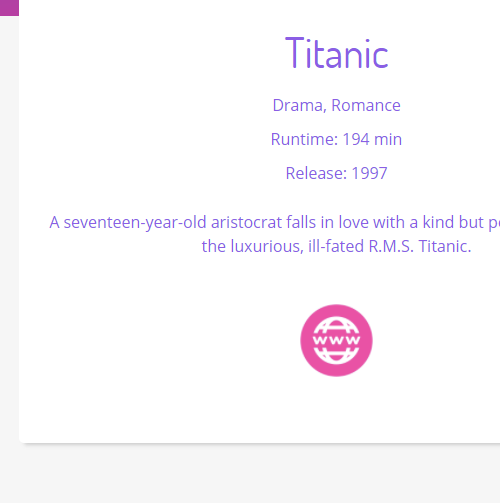 Titanic
Drama, Romance
Runtime: 194 min
Release: 1997
A seventeen-year-old aristocrat falls in love with a kind but
the luxurious, ill-fated R.M.S. Titanic.
www